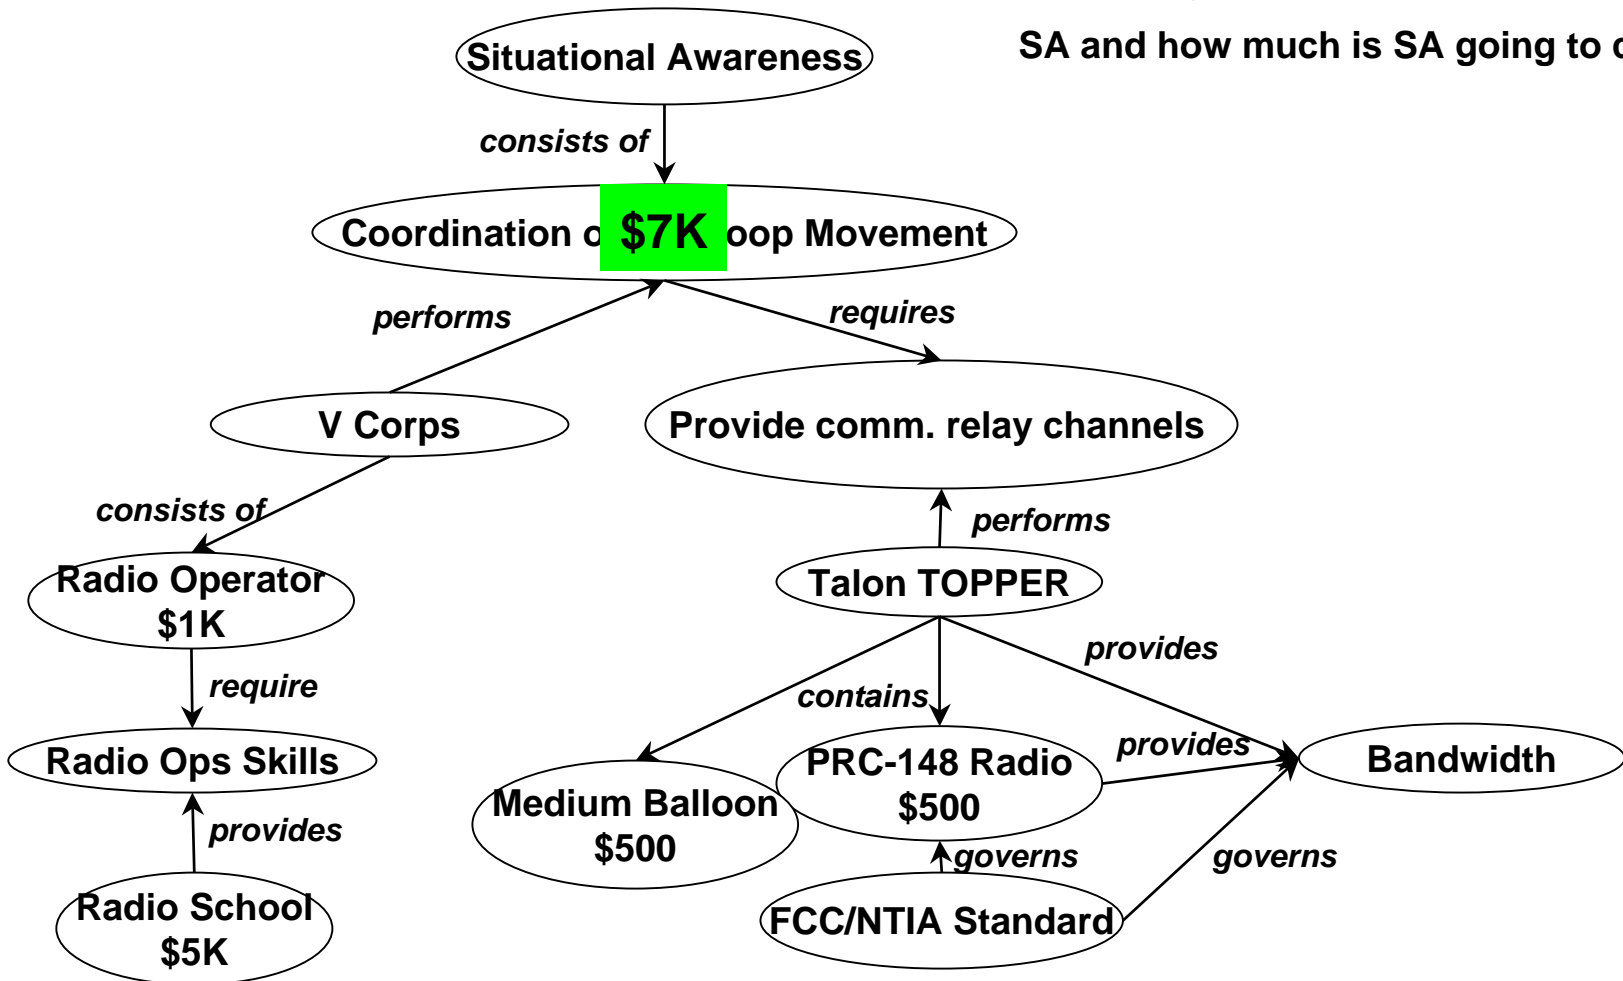 SA and how much is SA going to
Situational Awareness
consists of
Coordination $7K Movement
performs
requires
V Corps
Provide comm. relay channels
consists of
performs
Radio Operator
$1K
Talon TOPPER
provides
require
contains
Radio Ops Skills
PRC-148 Radio
$500
provides
Bandwidth
Medium Balloon
$500
provides
governs
governs
Radio School
$5K
FCC/NTIA Standard